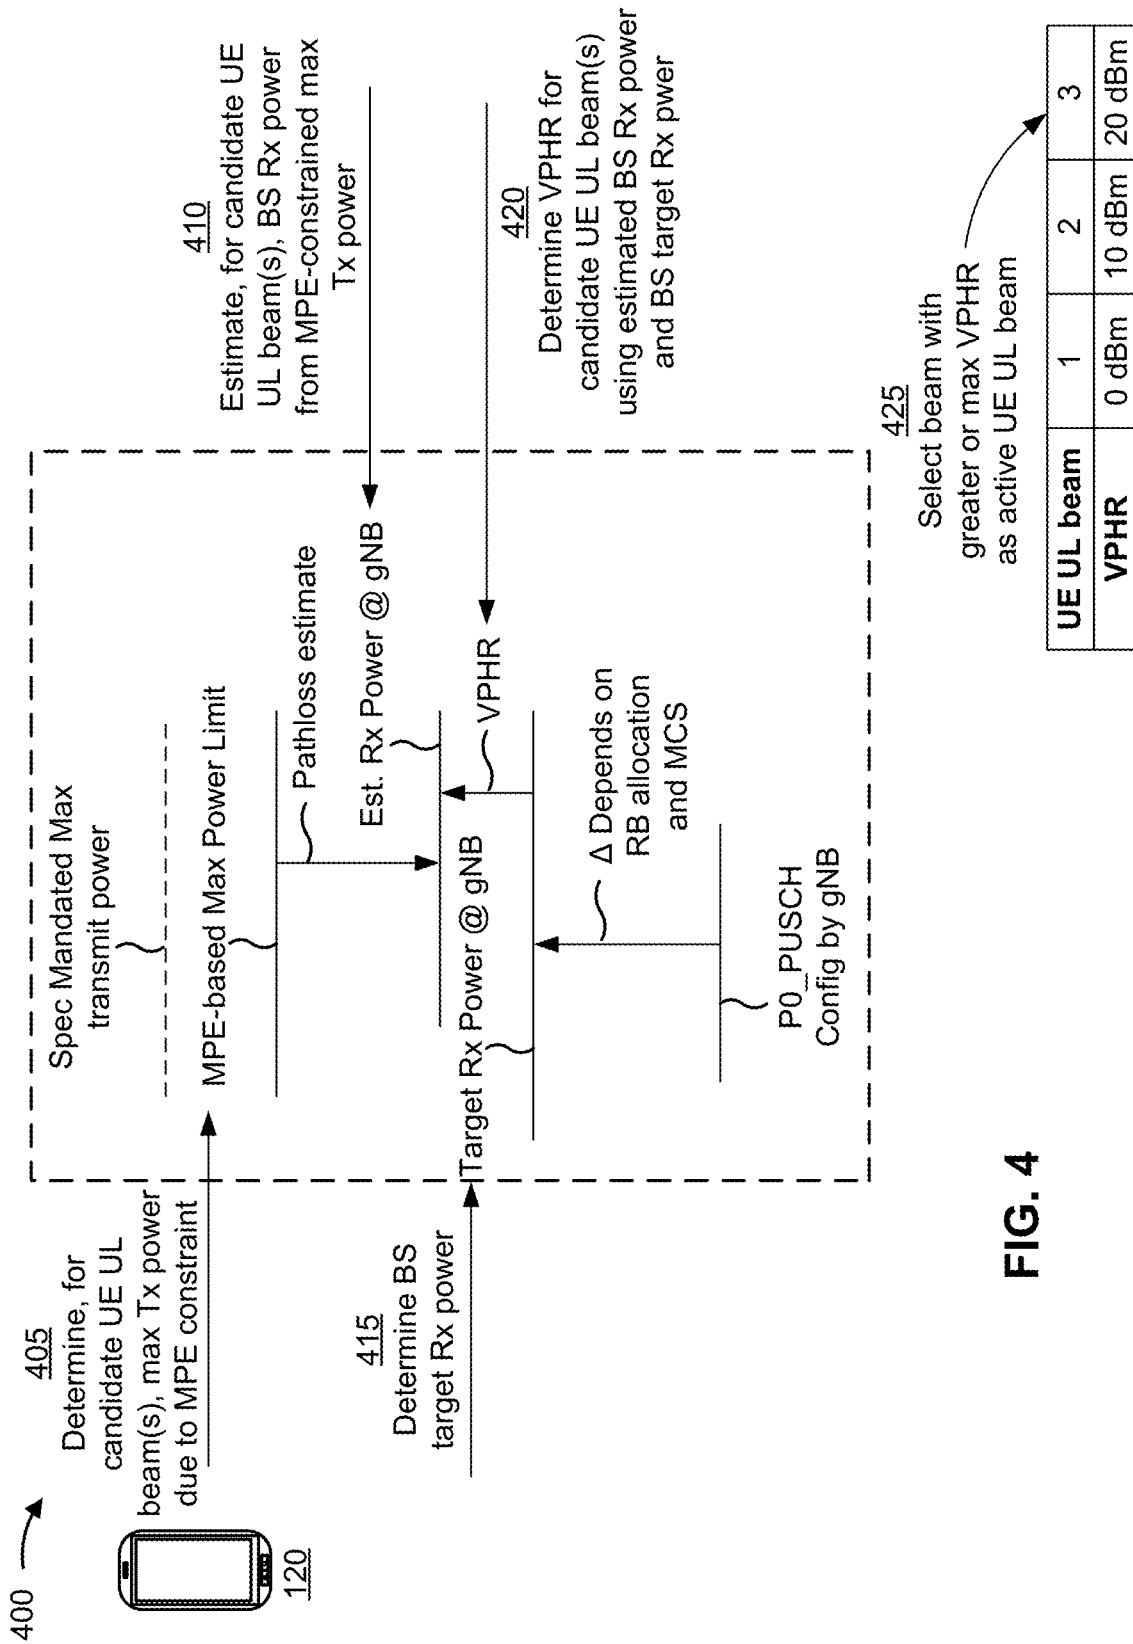 400
120
405
Determine, for
candidate UE UL
beam(s), max Tx power
due to MPE constraint
415
Determine BS
target Rx power
Spec Mandated Max
transmit power
MPE-based Max Power Limit
Pathloss estimate
Est. Rx Power @ gNB
Target Rx Power @ gNB
VPHR
Δ Depends on
RB allocation
and MCS
P0_PUSCH
Config by gNB
410
Estimate, for candidate UE
UL beam(s), BS Rx power
from MPE-constrained max
Tx power
420
Determine VPHR for
candidate UE UL beam(s)
using estimated BS Rx power
and BS target Rx pwer
425
Select beam with
greater or max VPHR
as active UE UL beam
UE UL beam 1 2 3
VPHR 0 dBm 10 dBm 20 dBm
FIG. 4